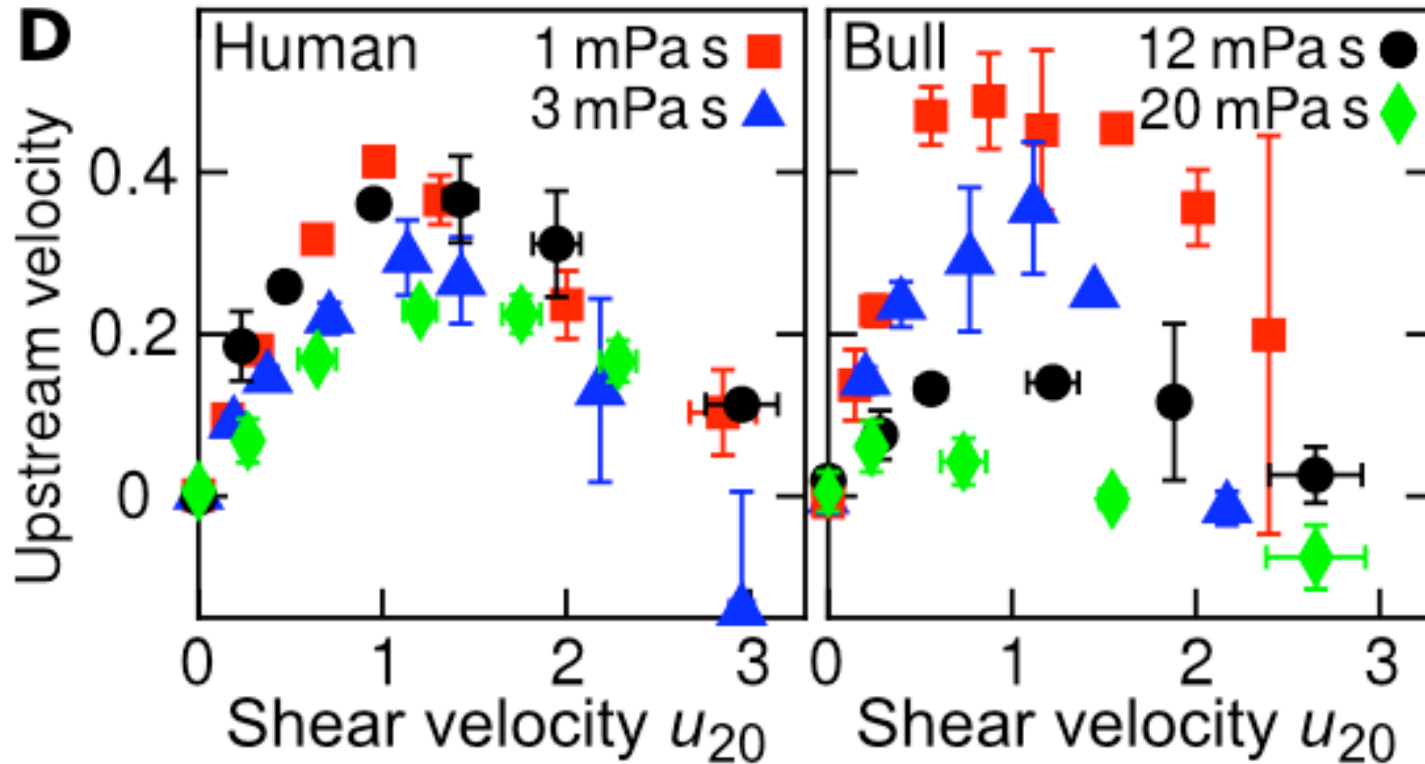 D
Human
1 mPa s
3 mPa s
Bull
12 mPa s
20 mPa s
Upstream velocity
0.4
0.2
0
0 1 2 3
0 1 2 3
Shear velocity u20
Shear velocity u20